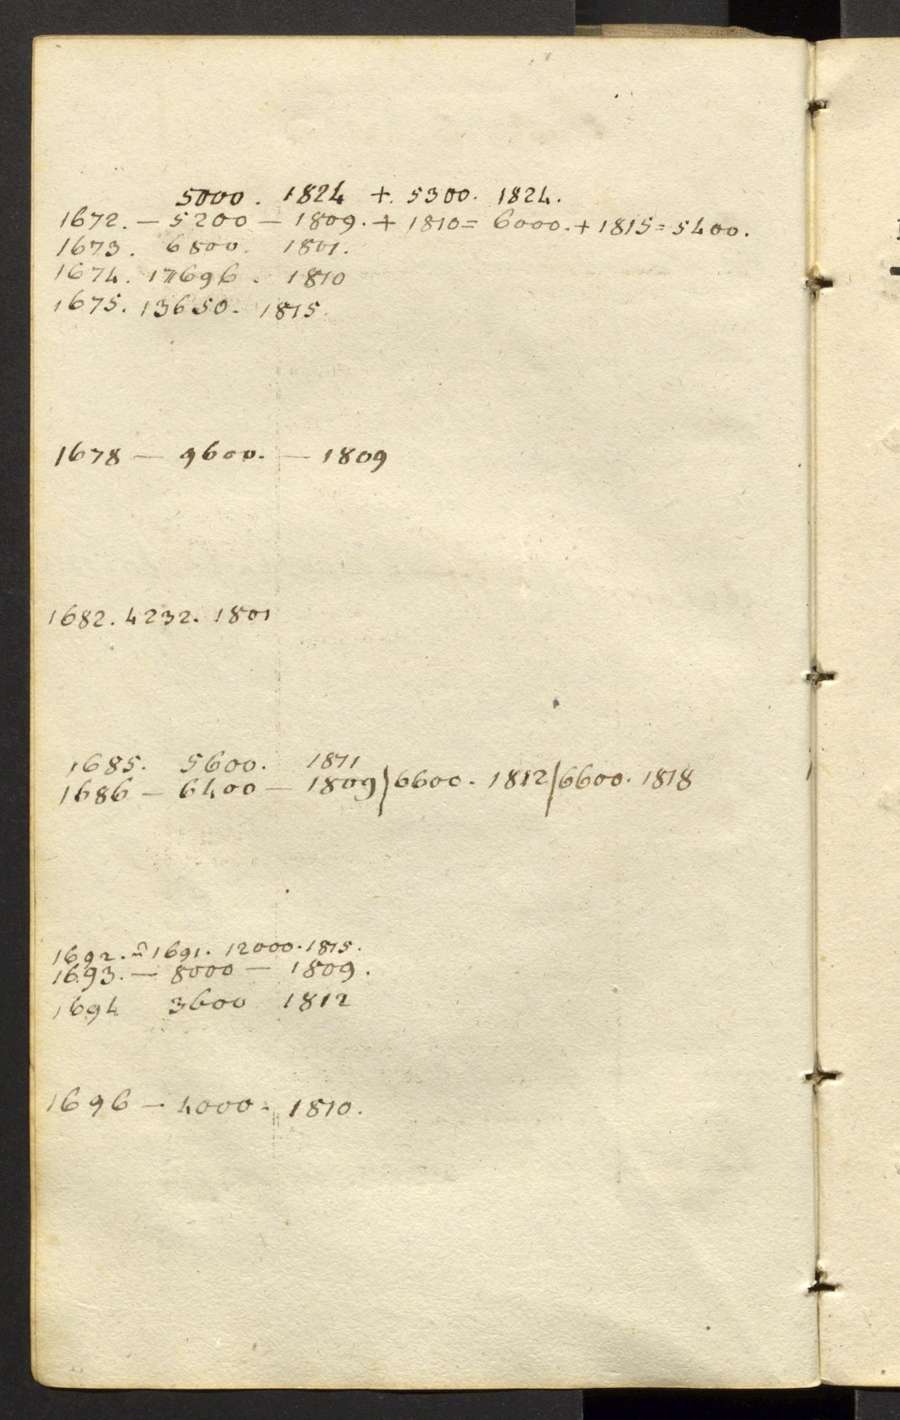 5000. 1824 + 5300. 1824.
1672. — 5200 — 1809. + 1810 = 6000. + 1815 = 5400.
1673. 6800. 1801.
1674. 17696. 1810
1675. 13650. 1815.
1678 — 9600. — 1809
1682. 4232. 1801
1685. 5600. 1811
1686 — 6400 — 1809 / 6600. 1812 / 6600. 1818
1692. 1691. 12000. 1815.
1693. — 8000 — 1809.
1694 3600 1812
1696 — 4000. 1810.